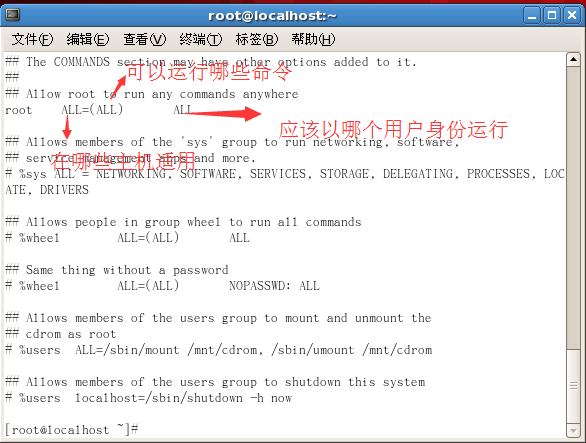 root@localhost:~
文件(F) 编辑(E) 查看(V) 终端(T) 标签(B) 帮助(H)
## The COMMANDS section may have other options added to it.
##
可以运行哪些命令
## Allow root to run any commands anywhere
root ALL=(ALL) ALL
应该以哪个用户身份运行
## Allows members of the 'sys' group to run networking, software,
## service management apps and more.
在哪些主机通用
# %sys ALL = NETWORKING, SOFTWARE, SERVICES, STORAGE, DELEGATING, PROCESSES, LOC
ATE, DRIVERS
## Allows people in group wheel to run all commands
# %wheel ALL=(ALL) ALL
## Same thing without a password
# %wheel ALL=(ALL) NOPASSWD: ALL
## Allows members of the users group to mount and unmount the
## cdrom as root
# %users ALL=/sbin/mount /mnt/cdrom, /sbin/umount /mnt/cdrom
## Allows members of the users group to shutdown this system
# %users localhost=/sbin/shutdown -h now
[root@localhost ~]#